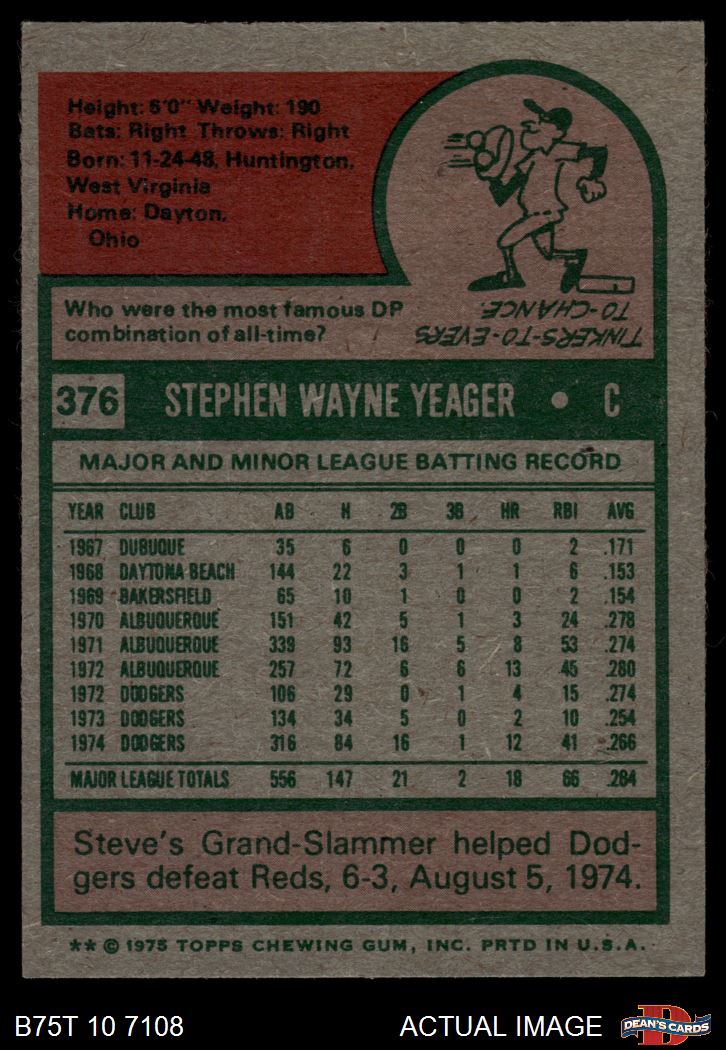 Height: 6'0" Weight: 190
Bats: Right Throws: Right
Born: 11-24-48, Huntington,
West Virginia
Home: Dayton,
Ohio
Who were the most famous DP
combination of all-time?
TINKERS-TO-EVERS
TO-CHANCE.
376 STEPHEN WAYNE YEAGER • C
MAJOR AND MINOR LEAGUE BATTING RECORD
YEAR CLUB AB H 2B 3B HR RBI AVG
1967 DUBUQUE 35 6 0 0 0 2 .171
1968 DAYTONA BEACH 144 22 3 1 1 6 .153
1969 BAKERSFIELD 65 10 1 0 0 2 .154
1970 ALBUQUERQUE 151 42 5 1 3 24 .278
1971 ALBUQUERQUE 339 93 16 5 8 53 .274
1972 ALBUQUERQUE 257 72 6 6 13 45 .280
1972 DODGERS 106 29 0 1 4 15 .274
1973 DODGERS 134 34 5 0 2 10 .254
1974 DODGERS 316 84 16 1 12 41 .266
MAJOR LEAGUE TOTALS 556 147 21 2 18 66 .264
Steve's Grand-Slammer helped Dod-
gers defeat Reds, 6-3, August 5, 1974.
** © 1975 TOPPS CHEWING GUM, INC. PRTD IN U.S.A.
B75T 10 7108 ACTUAL IMAGE
D
DEAN'S CARDS